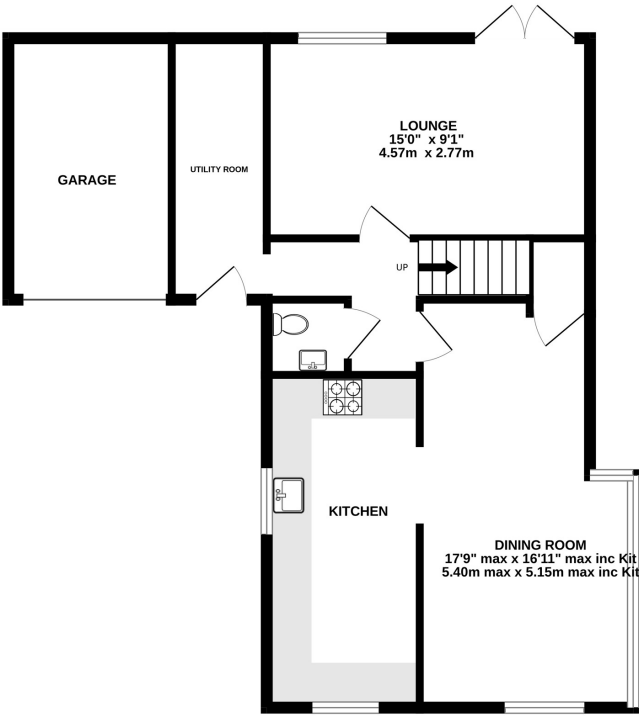 LOUNGE
15'0" x 9'1"
4.57m x 2.77m
GARAGE
UTILITY ROOM
UP
KITCHEN
DINING ROOM
17'9" max x 16'11" max inc Kit
5.40m max x 5.15m max inc Kit